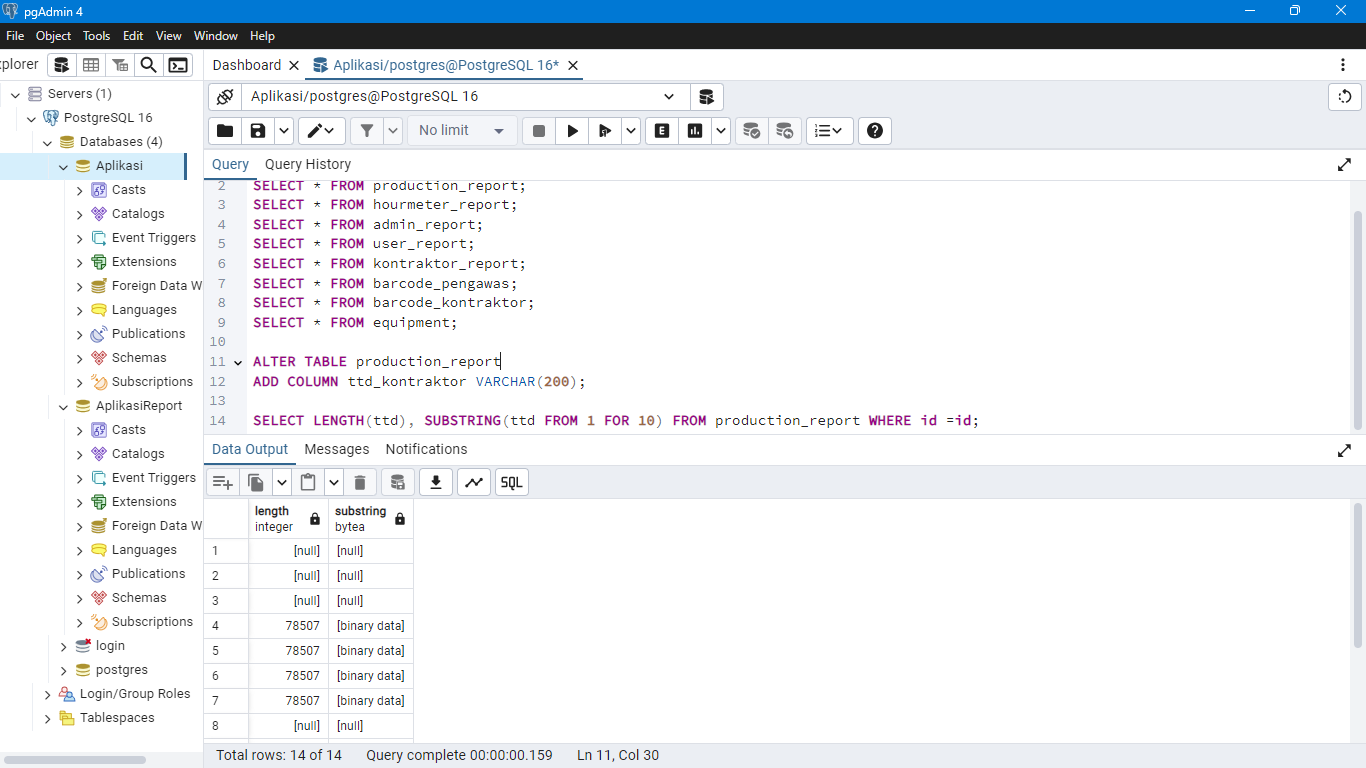 pgAdmin 4
File Object Tools Edit View Window Help
plorer
Dashboard
Aplikasi/postgres@PostgreSQL 16*
Servers (1)
PostgreSQL 16
Databases (4)
Aplikasi
Casts
Catalogs
Event Triggers
Extensions
Foreign Data W
Languages
Publications
Schemas
Subscriptions
AplikasiReport
Casts
Catalogs
Event Triggers
Extensions
Foreign Data W
Languages
Publications
Schemas
Subscriptions
login
postgres
Login/Group Roles
Tablespaces
Aplikasi/postgres@PostgreSQL 16
No limit
E
Query Query History
2 SELECT * FROM production_report;
3 SELECT * FROM hourmeter_report;
4 SELECT * FROM admin_report;
5 SELECT * FROM user_report;
6 SELECT * FROM kontraktor_report;
7 SELECT * FROM barcode_pengawas;
8 SELECT * FROM barcode_kontraktor;
9 SELECT * FROM equipment;
10
11 ALTER TABLE production_report
12 ADD COLUMN ttd_kontraktor VARCHAR(200);
13
14 SELECT LENGTH(ttd), SUBSTRING(ttd FROM 1 FOR 10) FROM production_report WHERE id =id;
Data Output Messages Notifications
SQL
length substring
integer bytea
1 [null] [null]
2 [null] [null]
3 [null] [null]
4 78507 [binary data]
5 78507 [binary data]
6 78507 [binary data]
7 78507 [binary data]
8 [null] [null]
Total rows: 14 of 14 Query complete 00:00:00.159 Ln 11, Col 30